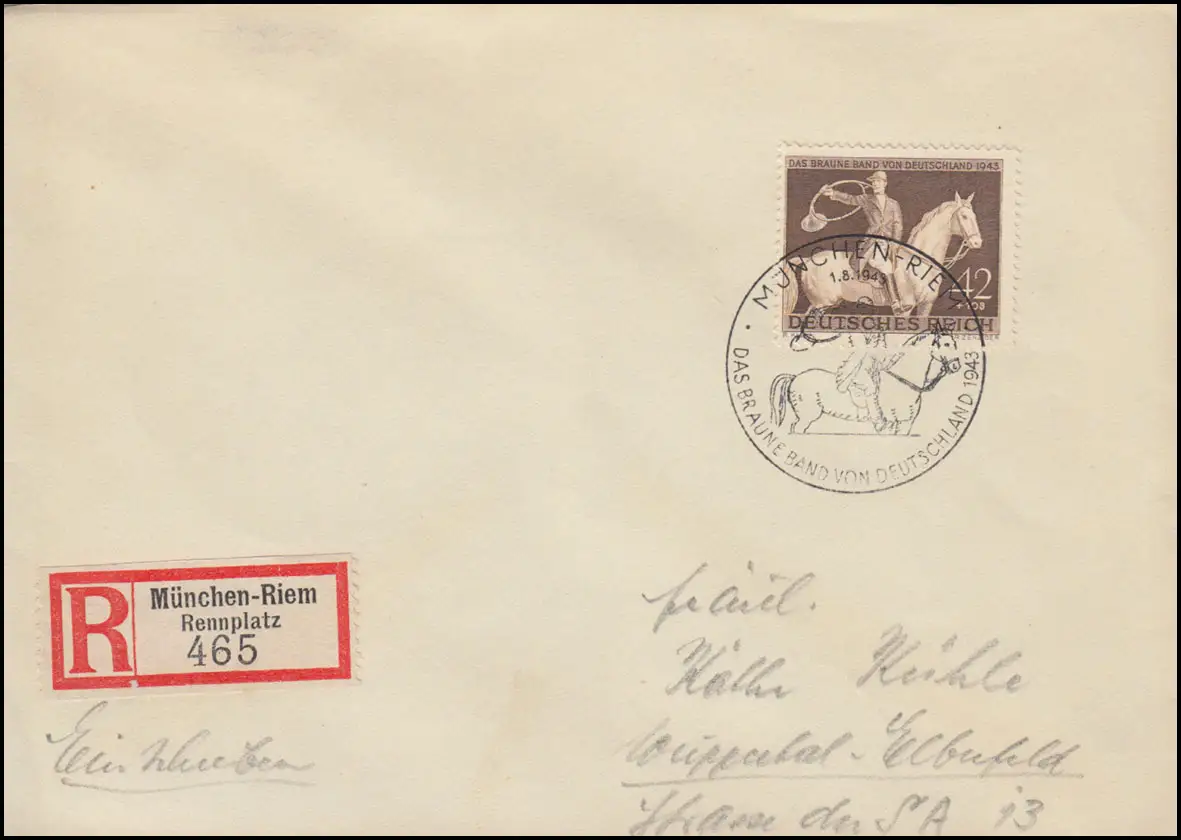 DAS BRAUNE BAND VON DEUTSCHLAND 1943
42
+108
DEUTSCHES REICH
MÜNCHEN-RIEM
1.8.1943
DAS BRAUNE BAND VON DEUTSCHLAND 1943
R
München-Riem
Rennplatz
465
Einschreiben
Fräul.
Käthe Kühle
Wuppertal-Elberfeld
Strasse der SA 13